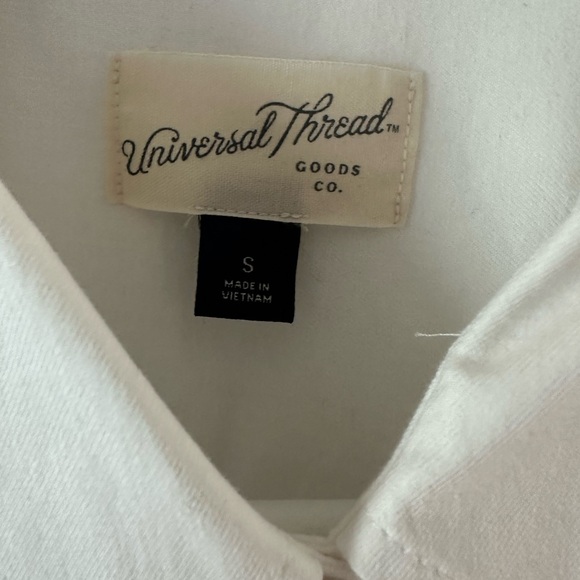 Universal Thread™
GOODS
CO.
S
MADE IN
VIETNAM